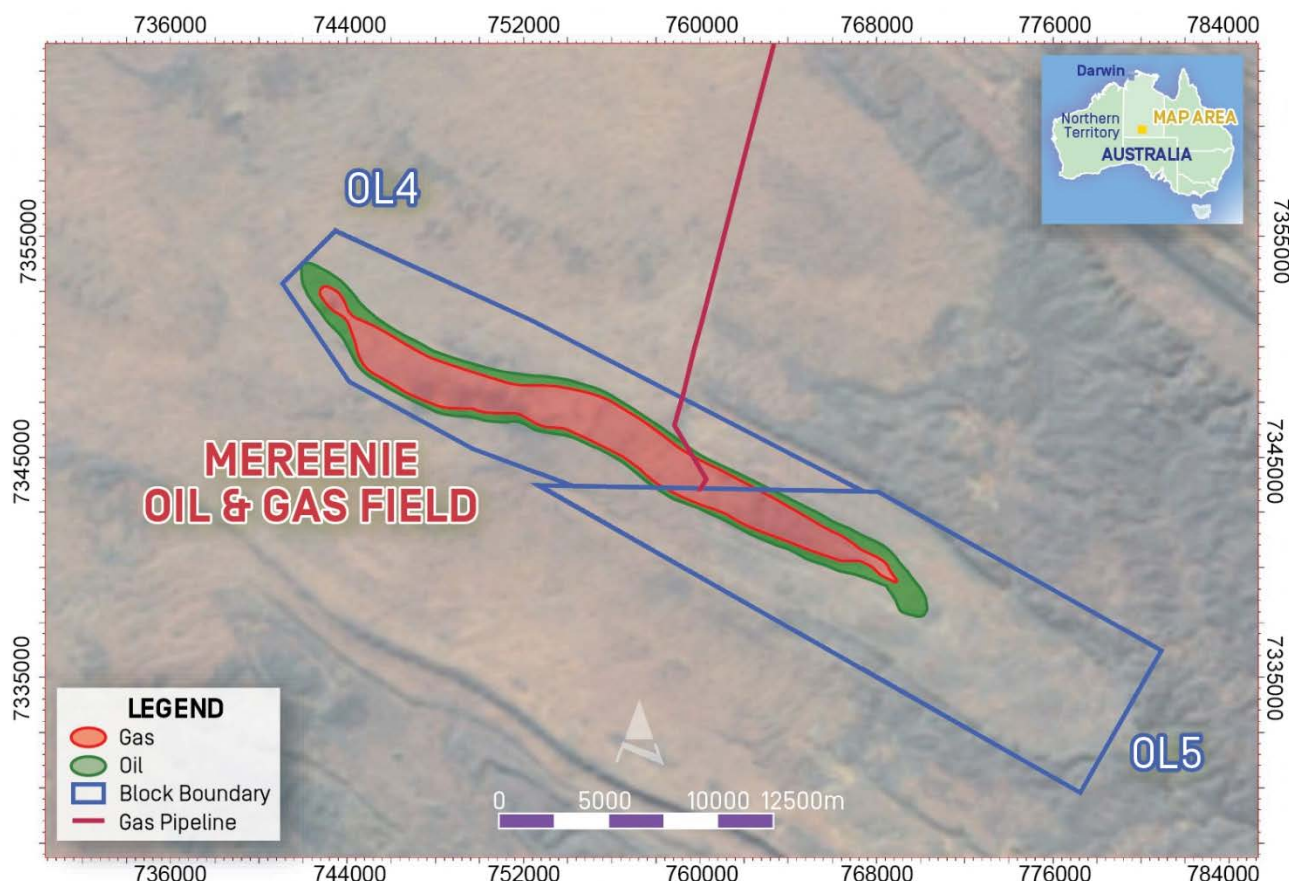 736000 744000 752000 760000 768000 776000 784000
Darwin
Northern
Territory
MAP AREA
AUSTRALIA
OL4
7355000
7355000
7345000
7345000
MEREENIE
OIL & GAS FIELD
7335000
7335000
OL5
LEGEND
Gas
Oil
Block Boundary
Gas Pipeline
N
0 5000 10000 12500m
736000 744000 752000 760000 768000 776000 784000